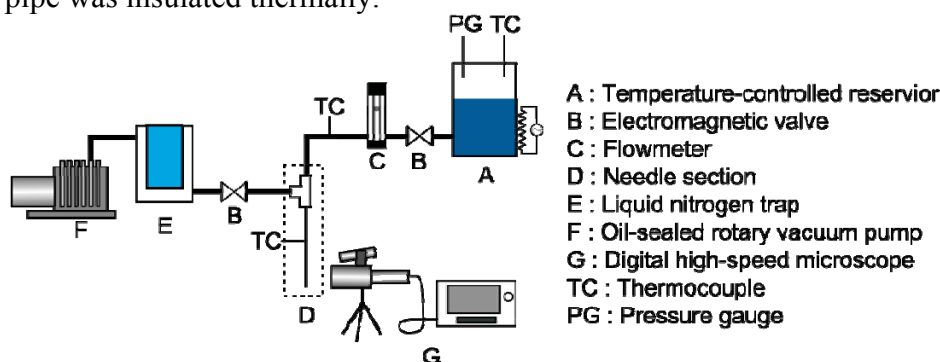 pipe was insulated thermally.
PG TC
TC
C
B
A
B
E
F
TC
D
G
A : Temperature-controlled reservior
B : Electromagnetic valve
C : Flowmeter
D : Needle section
E : Liquid nitrogen trap
F : Oil-sealed rotary vacuum pump
G : Digital high-speed microscope
TC : Thermocouple
PG : Pressure gauge